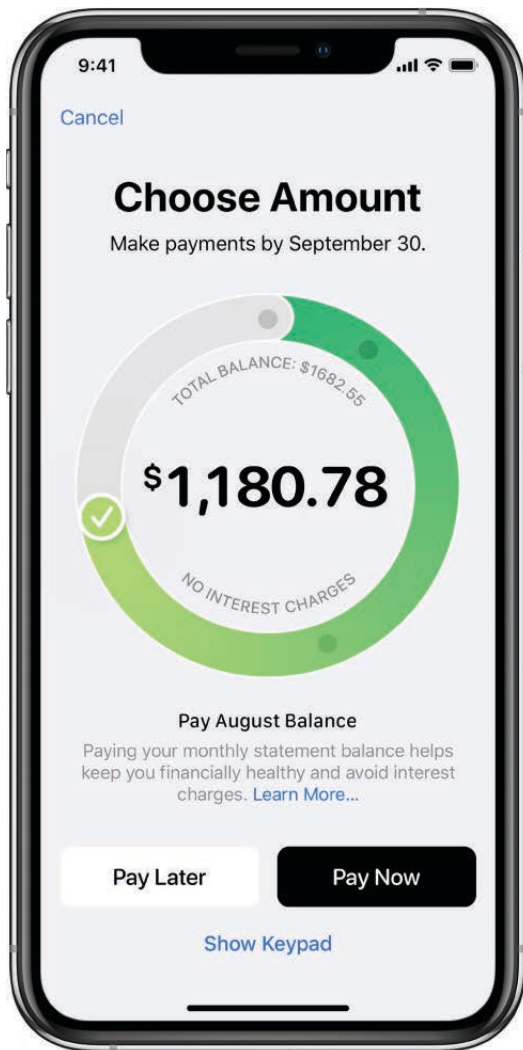 9:41
Cancel
Choose Amount
Make payments by September 30.
TOTAL BALANCE: $1682.55
$1,180.78
NO INTEREST CHARGES
Pay August Balance
Paying your monthly statement balance helps
keep you financially healthy and avoid interest
charges. Learn More...
Pay Later
Pay Now
Show Keypad